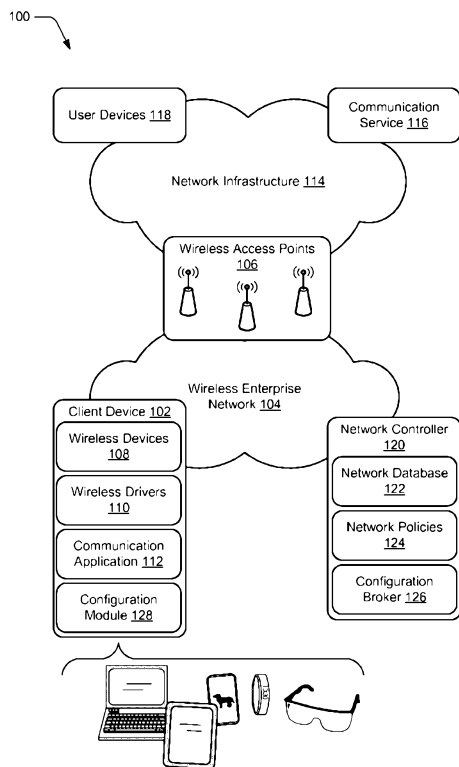 100
User Devices 118
Communication
Service 116
Network Infrastructure 114
Wireless Access Points
106
Wireless Enterprise
Network 104
Client Device 102
Wireless Devices
108
Wireless Drivers
110
Communication
Application 112
Configuration
Module 128
Network Controller
120
Network Database
122
Network Policies
124
Configuration
Broker 126